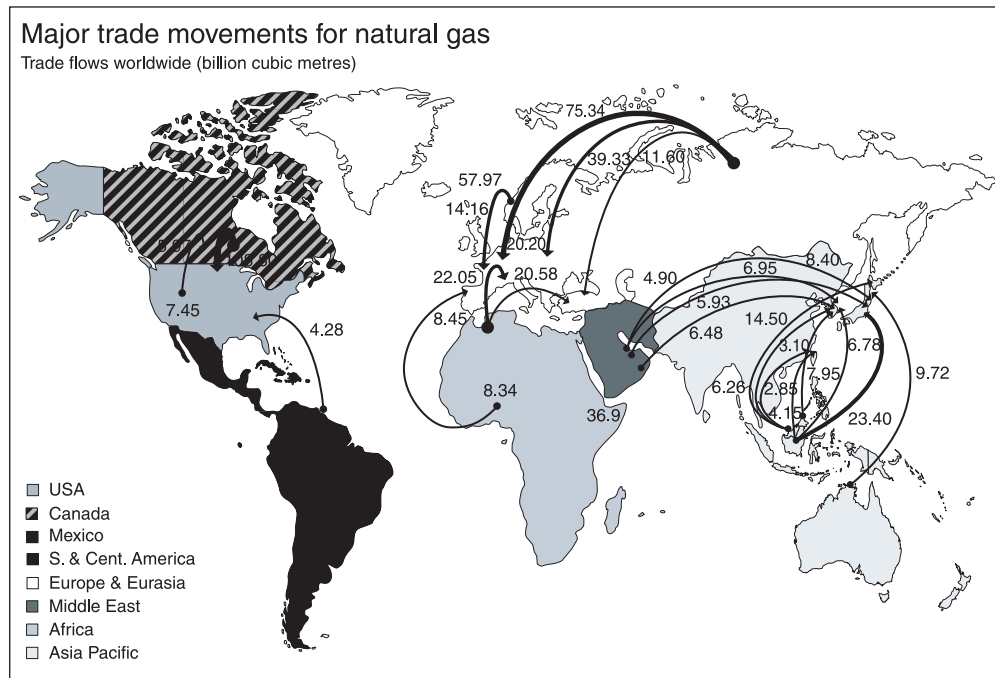 Major trade movements for natural gas
Trade flows worldwide (billion cubic metres)
75.34
39.33
11.60
57.97
14.16
20.20
22.05
20.58
8.45
7.45
4.28
8.34
36.9
4.90
6.95
8.40
5.93
14.50
6.48
3.10
6.78
6.26
2.85
7.95
4.15
9.72
23.40
USA
Canada
Mexico
S. & Cent. America
Europe & Eurasia
Middle East
Africa
Asia Pacific